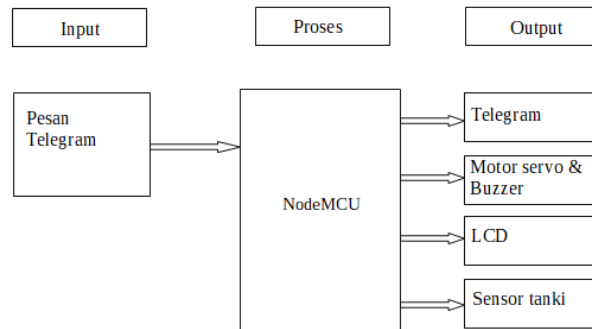 Input
Proses
Output
Pesan
Telegram
NodeMCU
Telegram
Motor servo &
Buzzer
LCD
Sensor tanki